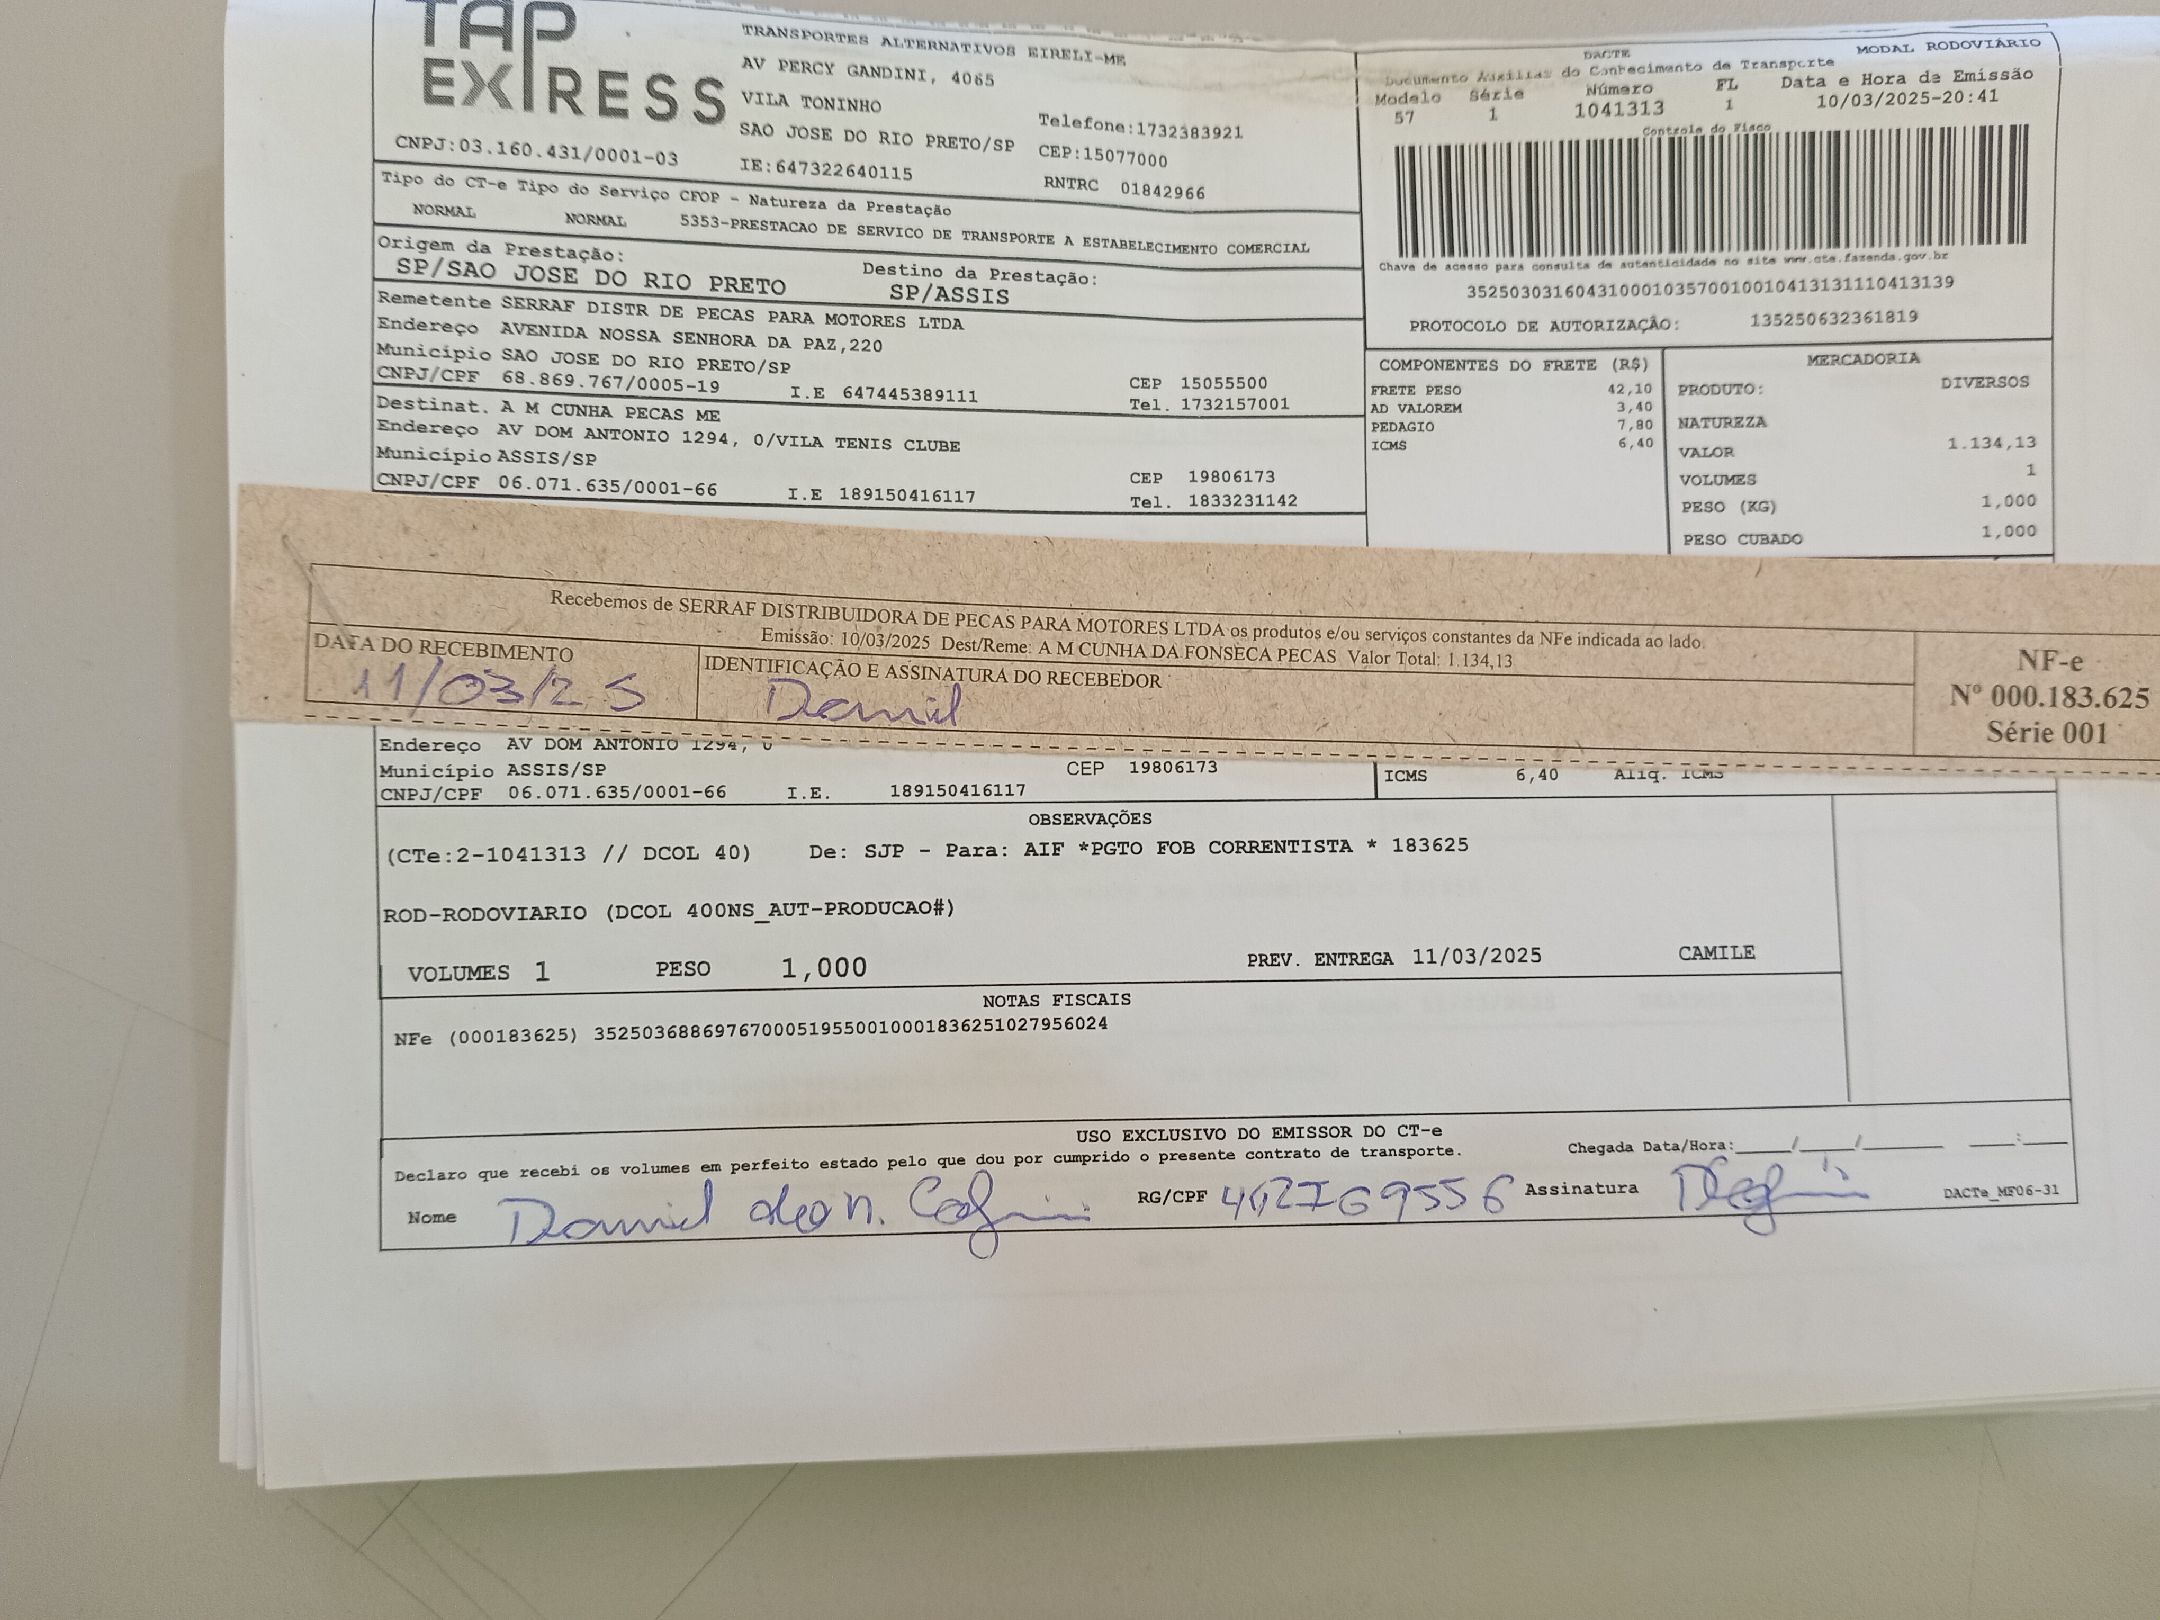 TAP EXPRESS
CNPJ:03.160.431/0001-03
TRANSPORTES ALTERNATIVOS EIRELI-ME
AV PERCY GANDINI, 4065
VILA TONINHO
SAO JOSE DO RIO PRETO/SP
IE:647322640115
Telefone:1732383921
CEP:15077000
RNTRC 01842966
DACTE
MODAL RODOVIÁRIO
Documento Auxiliar do Conhecimento de Transporte
Modelo Série Número FL Data e Hora de Emissão
57 1 1041313 1 10/03/2025-20:41
Controle do Fisco
Chave de acesso para consulta de autenticidade no site www.cte.fazenda.gov.br
35250303160431000103570010010413131110413139
PROTOCOLO DE AUTORIZAÇÃO: 135250632361819
Tipo do CT-e Tipo do Serviço CFOP - Natureza da Prestação
NORMAL NORMAL 5353-PRESTACAO DE SERVICO DE TRANSPORTE A ESTABELECIMENTO COMERCIAL
Origem da Prestação: Destino da Prestação:
SP/SAO JOSE DO RIO PRETO SP/ASSIS
Remetente SERRAF DISTR DE PECAS PARA MOTORES LTDA
Endereço AVENIDA NOSSA SENHORA DA PAZ,220
Município SAO JOSE DO RIO PRETO/SP CEP 15055500
CNPJ/CPF 68.869.767/0005-19 I.E 647445389111 Tel. 1732157001
Destinat. A M CUNHA PECAS ME
Endereço AV DOM ANTONIO 1294, 0/VILA TENIS CLUBE
Município ASSIS/SP CEP 19806173
CNPJ/CPF 06.071.635/0001-66 I.E 189150416117 Tel. 1833231142
COMPONENTES DO FRETE (R$)
FRETE PESO 42,10
AD VALOREM 3,40
PEDAGIO 7,80
ICMS 6,40
MERCADORIA
PRODUTO: DIVERSOS
NATUREZA
VALOR 1.134,13
VOLUMES 1
PESO (KG) 1,000
PESO CUBADO 1,000
Recebemos de SERRAF DISTRIBUIDORA DE PECAS PARA MOTORES LTDA os produtos e/ou serviços constantes da NFe indicada ao lado.
Emissão: 10/03/2025 Dest/Reme: A M CUNHA DA FONSECA PECAS Valor Total: 1.134,13
DATA DO RECEBIMENTO
11/03/25
IDENTIFICAÇÃO E ASSINATURA DO RECEBEDOR
NF-e
Nº 000.183.625
Série 001
Endereço AV DOM ANTONIO 1294, 0
Município ASSIS/SP CEP 19806173
CNPJ/CPF 06.071.635/0001-66 I.E. 189150416117
ICMS 6,40 Aliq. ICMS
OBSERVAÇÕES
(CTe:2-1041313 // DCOL 40) De: SJP - Para: AIF *PGTO FOB CORRENTISTA * 183625
ROD-RODOVIARIO (DCOL 400NS_AUT-PRODUCAO#)
VOLUMES 1 PESO 1,000 PREV. ENTREGA 11/03/2025 CAMILE
NOTAS FISCAIS
NFe (000183625) 35250368869767000519550010001836251027956024
USO EXCLUSIVO DO EMISSOR DO CT-e
Declaro que recebi os volumes em perfeito estado pelo que dou por cumprido o presente contrato de transporte. Chegada Data/Hora:____/____/______ ___:___
Nome RG/CPF Assinatura DACTe_MF06-31